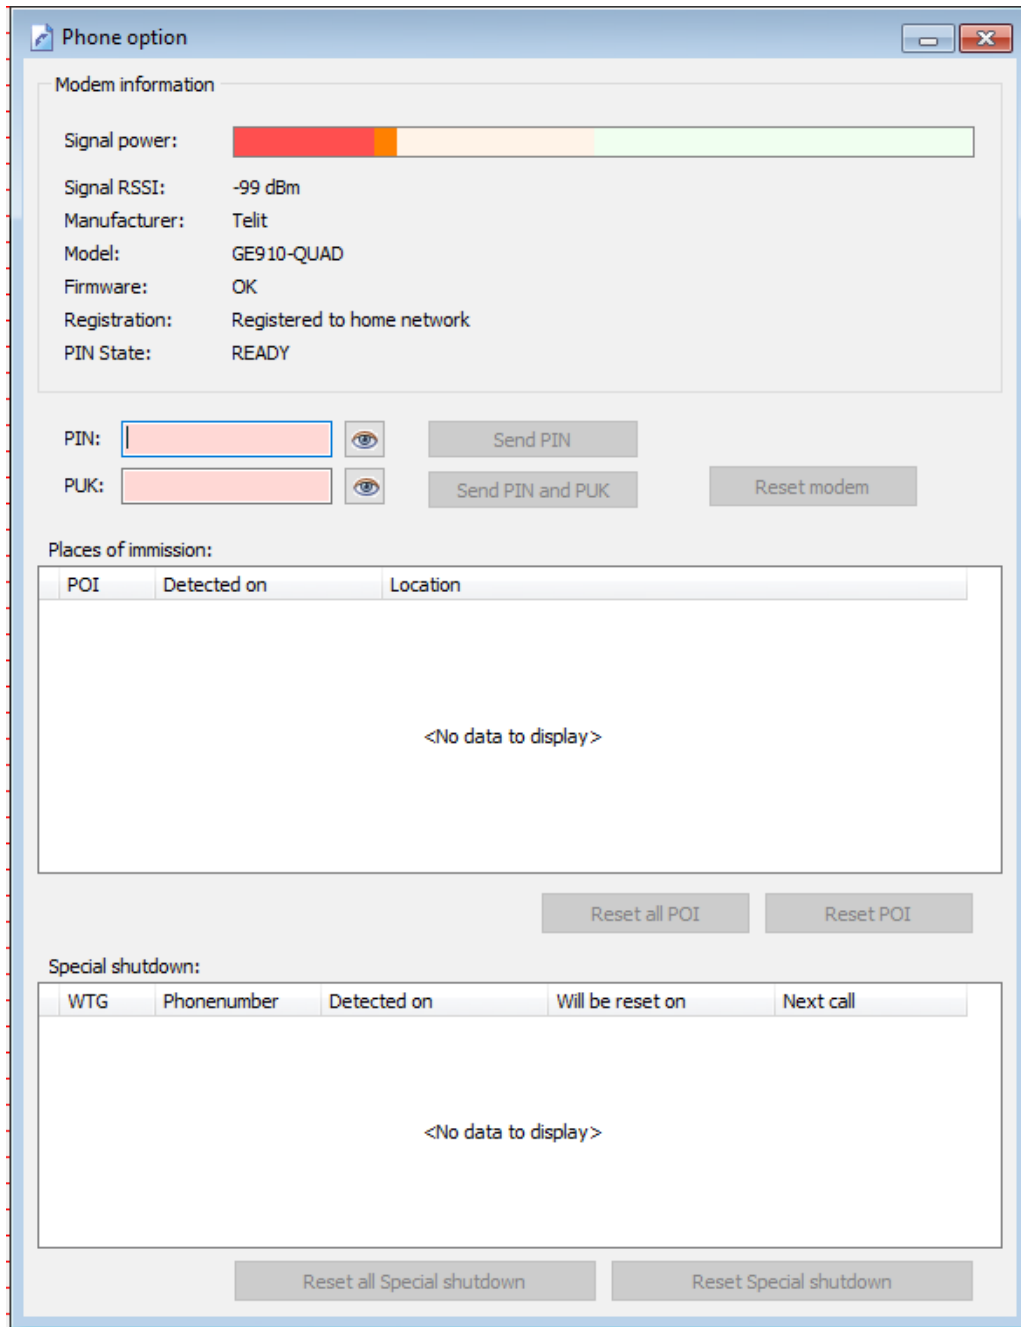 Phone option
Modem information
Signal power:
Signal RSSI: -99 dBm
Manufacturer: Telit
Model: GE910-QUAD
Firmware: OK
Registration: Registered to home network
PIN State: READY
PIN: Send PIN
PUK: Send PIN and PUK Reset modem
Places of immission:
POI Detected on Location
<No data to display>
Reset all POI Reset POI
Special shutdown:
WTG Phonenumber Detected on Will be reset on Next call
<No data to display>
Reset all Special shutdown Reset Special shutdown